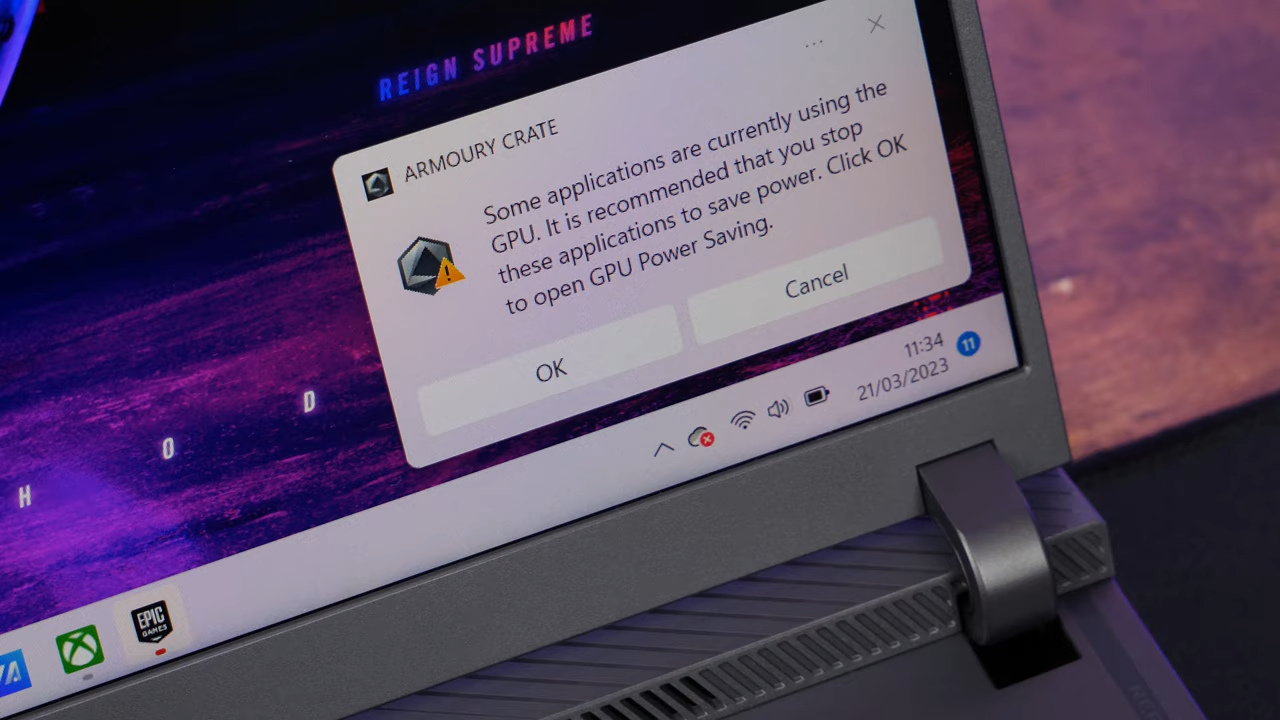 REIGN SUPREME
ARMOURY CRATE
Some applications are currently using the
GPU. It is recommended that you stop
these applications to save power. Click OK
to open GPU Power Saving.
OK
Cancel
H O D
11:34
21/03/2023
11
EPIC
GAMES